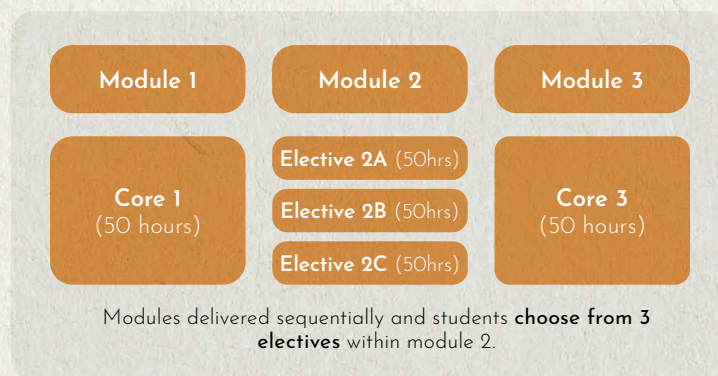 Module 1
Module 2
Module 3
Core 1
(50 hours)
Elective 2A (50hrs)
Elective 2B (50hrs)
Elective 2C (50hrs)
Core 3
(50 hours)
Modules delivered sequentially and students choose from 3
electives within module 2.